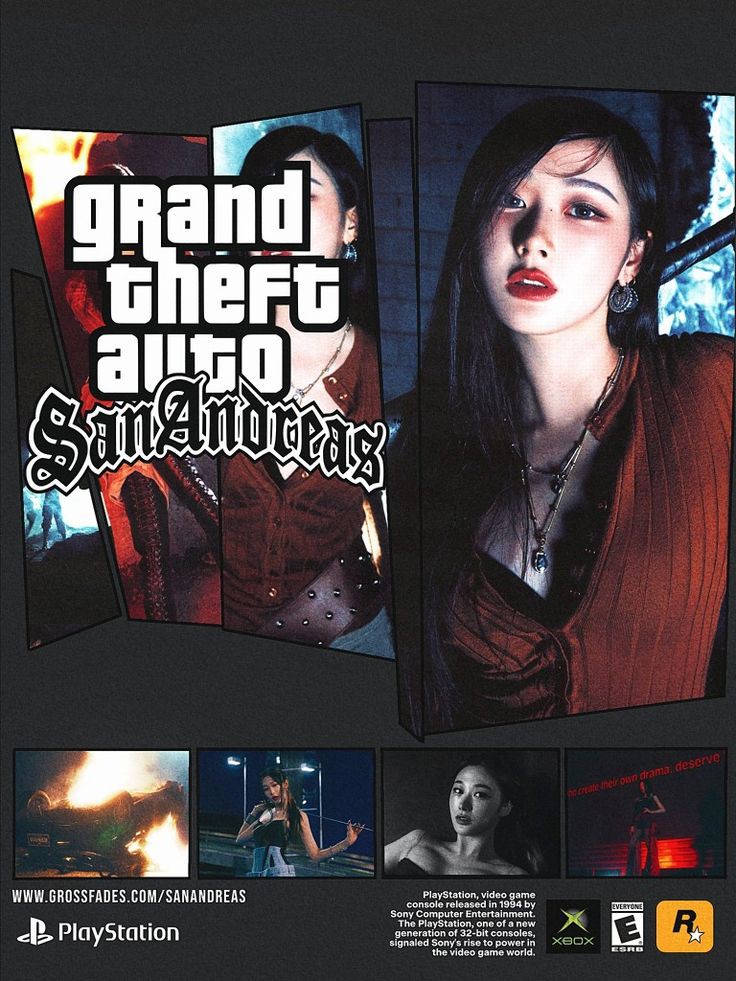 grand
theft
auto
San Andreas
create their own drama, deserve
WWW.GROSSFADES.COM/SANANDREAS
PlayStation
PlayStation, video game
console released in 1994 by
Sony Computer Entertainment.
The PlayStation, one of a new
generation of 32-bit consoles,
signaled Sony's rise to power in
the video game world.
XBOX
EVERYONE
E
ESRB
R